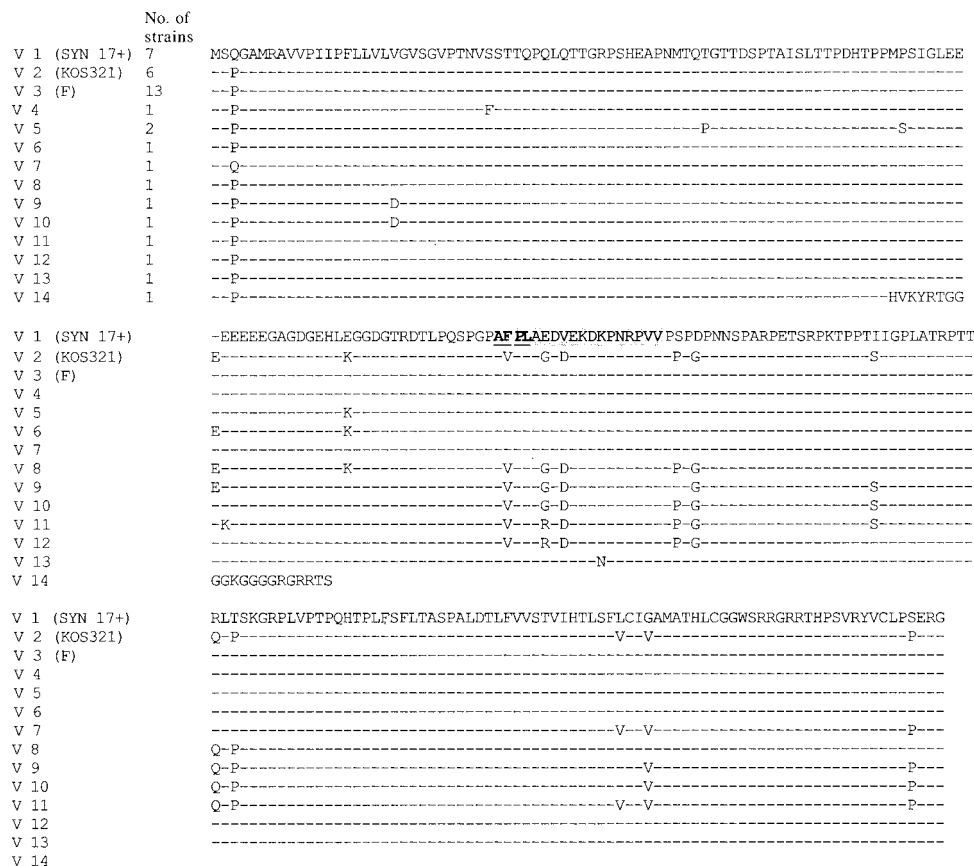 No. of
strains
V 1 (SYN 17+) 7 MSQGAMRAVVPIIPFLLVLVGVSGVPTNVSSTTQPQLQTTGRPSHEAPNMTQTGTTDSPTAISLTTPDHTPPMPSIGLEE
V 2 (KOS321) 6 --P-----------------------------------------------------------------------------
V 3 (F) 13 --P-----------------------------------------------------------------------------
V 4 1 --P--------------------------F--------------------------------------------------
V 5 2 --P-------------------------------------------------P--------------------S------
V 6 1 --P-----------------------------------------------------------------------------
V 7 1 --Q-----------------------------------------------------------------------------
V 8 1 --P-----------------------------------------------------------------------------
V 9 1 --P----------------D------------------------------------------------------------
V 10 1 --P----------------D------------------------------------------------------------
V 11 1 --P-----------------------------------------------------------------------------
V 12 1 --P-----------------------------------------------------------------------------
V 13 1 --P-----------------------------------------------------------------------------
V 14 1 --P---------------------------------------------------------------------HVKYRTGG
V 1 (SYN 17+) -EEEEEGAGDGEHLEGGDGTRDTLPQSPGPAFPLAEDVEKDKPNRPVVPSPDPNNSPARPETSRPKTPPTIIGPLATRPTT
V 2 (KOS321) E-------------K----------------V---G-D-----------P-G------------------S----------
V 3 (F) ---------------------------------------------------------------------------------
V 4 ---------------------------------------------------------------------------------
V 5 --------------K------------------------------------------------------------------
V 6 E-------------K------------------------------------------------------------------
V 7 ---------------------------------------------------------------------------------
V 8 E-------------K----------------V---G-D-----------P-G-----------------------------
V 9 E------------------------------V---G-D-------------G------------------S----------
V 10 -------------------------------V---G-D-----------P-G------------------S----------
V 11 -K-----------------------------V---R-D-----------P-G------------------S----------
V 12 -------------------------------V---R-D-----------P-G-----------------------------
V 13 -----------------------------------------N---------------------------------------
V 14 GGKGGGGRGRRTS
V 1 (SYN 17+) RLTSKGRPLVPTPQHTPLFSFLTASPALDTLFVVSTVIHTLSFLCIGAMATHLCGGWSRRGRRTHPSVRYVCLPSERG
V 2 (KOS321) Q-P----------------------------------------V--V---------------------------P---
V 3 (F) ------------------------------------------------------------------------------
V 4 ------------------------------------------------------------------------------
V 5 ------------------------------------------------------------------------------
V 6 ------------------------------------------------------------------------------
V 7 -------------------------------------------V--V---------------------------P---
V 8 Q-P---------------------------------------------------------------------------
V 9 Q-P-------------------------------------------V---------------------------P---
V 10 Q-P-------------------------------------------V---------------------------P---
V 11 Q-P----------------------------------------V--V---------------------------P---
V 12 ------------------------------------------------------------------------------
V 13 ------------------------------------------------------------------------------
V 14